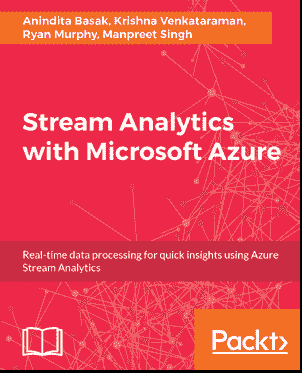 Anindita Basak, Krishna Venkataraman,
Ryan Murphy, Manpreet Singh
Stream Analytics
with Microsoft Azure
Real-time data processing for quick insights using Azure
Stream Analytics
Packt>